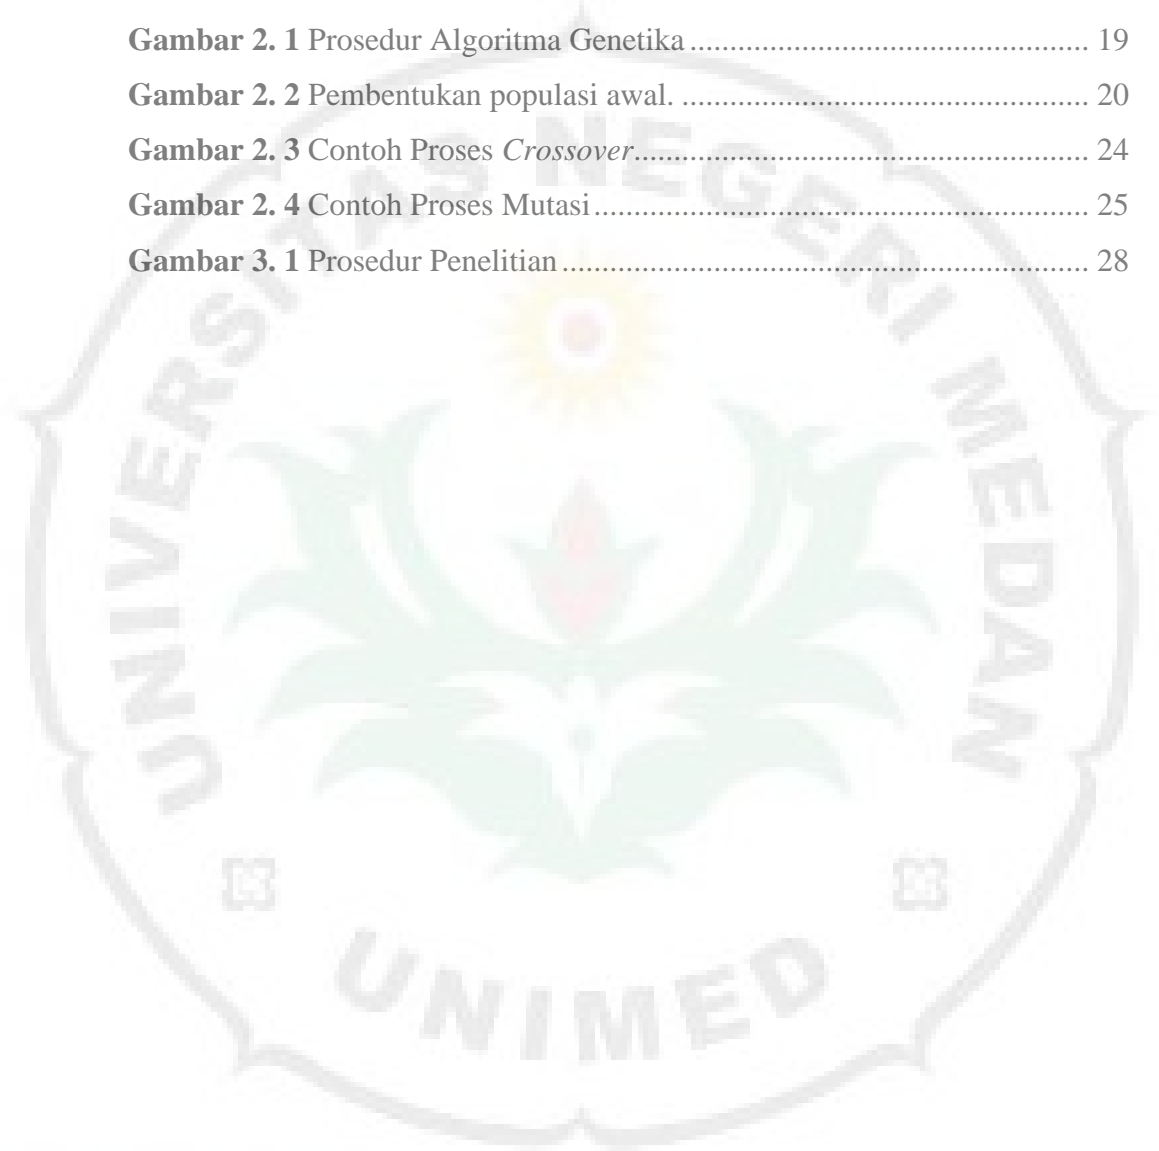 Gambar 2. 1 Prosedur Algoritma Genetika ................................................ 19
Gambar 2. 2 Pembentukan populasi awal. ................................................. 20
Gambar 2. 3 Contoh Proses Crossover....................................................... 24
Gambar 2. 4 Contoh Proses Mutasi............................................................ 25
Gambar 3. 1 Prosedur Penelitian ................................................................ 28
UNIVERSITAS NEGERI MEDAN
UNIMED